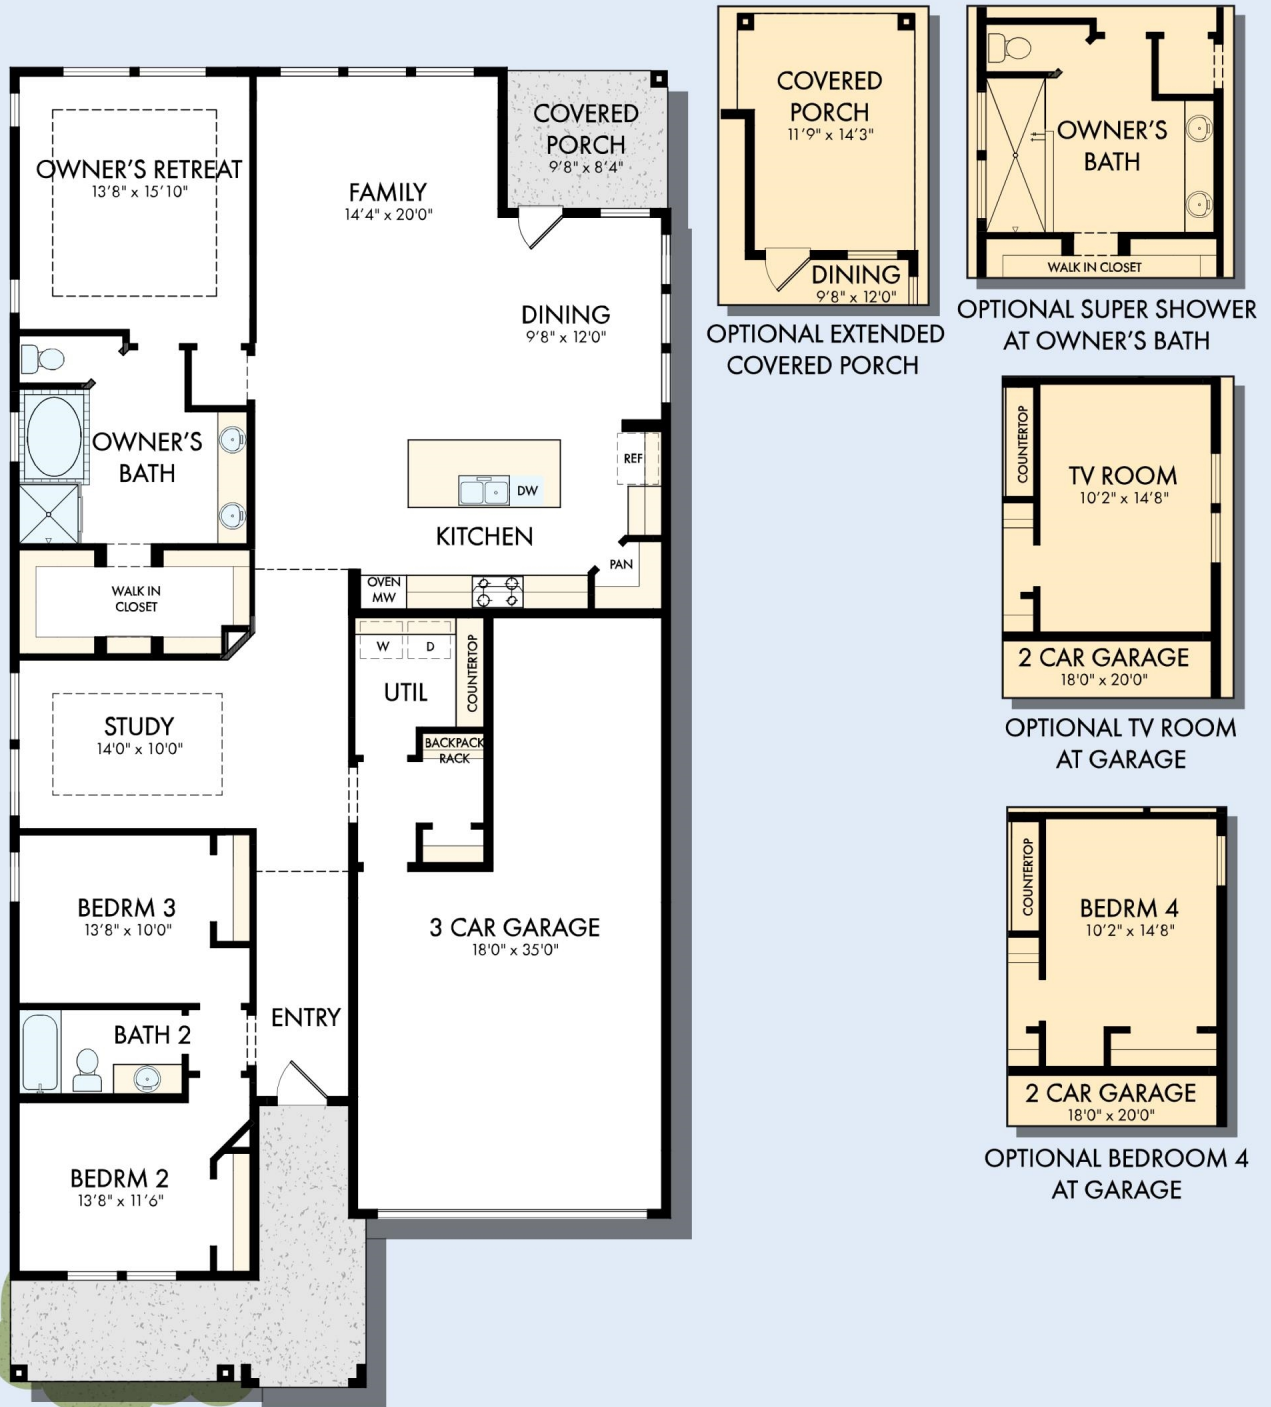 OWNER'S RETREAT
13'8" x 15'10"
FAMILY
14'4" x 20'0"
COVERED
PORCH
9'8" x 8'4"
DINING
9'8" x 12'0"
OWNER'S
BATH
REF
DW
KITCHEN
PAN
OVEN
MW
WALK IN
CLOSET
W
D
COUNTERTOP
UTIL
STUDY
14'0" x 10'0"
BACKPACK
RACK
BEDRM 3
13'8" x 10'0"
3 CAR GARAGE
18'0" x 35'0"
ENTRY
BATH 2
BEDRM 2
13'8" x 11'6"
COVERED
PORCH
11'9" x 14'3"
DINING
9'8" x 12'0"
OPTIONAL EXTENDED
COVERED PORCH
OWNER'S
BATH
WALK IN CLOSET
OPTIONAL SUPER SHOWER
AT OWNER'S BATH
COUNTERTOP
TV ROOM
10'2" x 14'8"
2 CAR GARAGE
18'0" x 20'0"
OPTIONAL TV ROOM
AT GARAGE
COUNTERTOP
BEDRM 4
10'2" x 14'8"
2 CAR GARAGE
18'0" x 20'0"
OPTIONAL BEDROOM 4
AT GARAGE